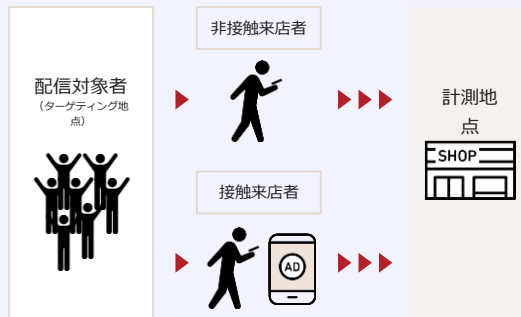 配信対象者
（ターゲティング地
点）
非接触来店者
接触来店者
AD
計測地
点
SHOP